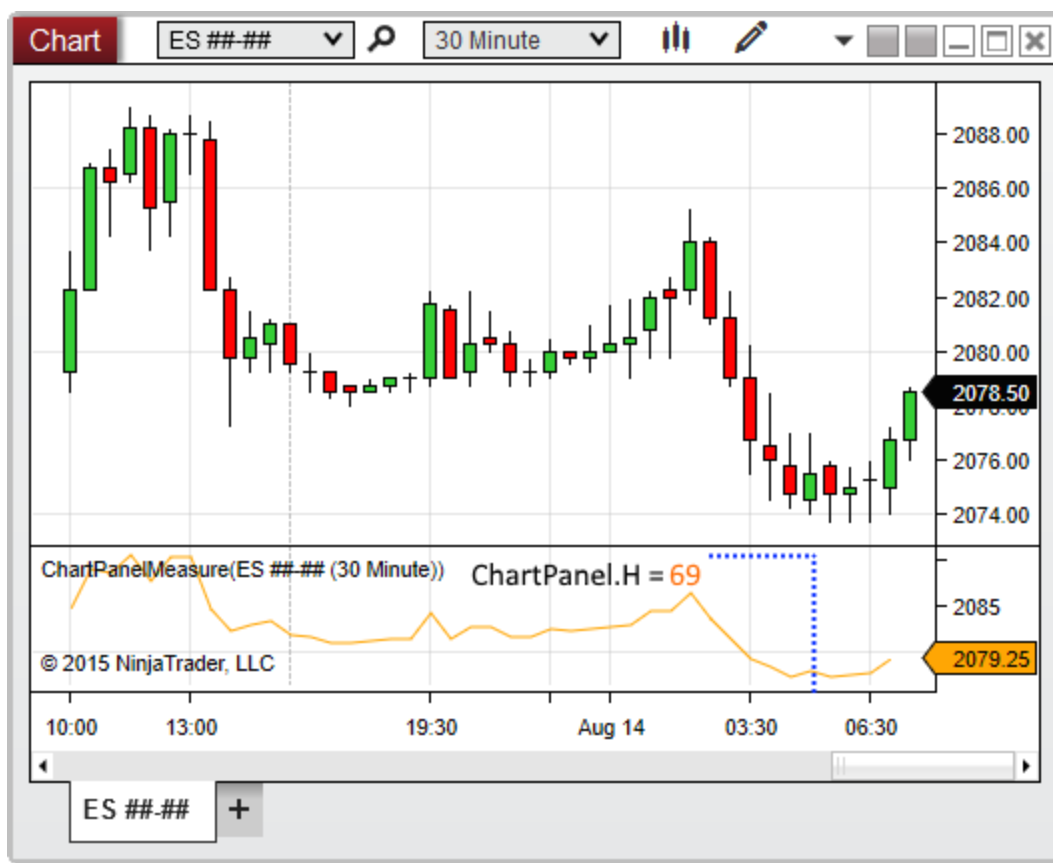 Chart ES ##-## 30 Minute
2088.00
2086.00
2084.00
2082.00
2080.00
2078.50
2078.00
2076.00
2074.00
ChartPanelMeasure(ES ##-## (30 Minute)) ChartPanel.H = 69
2085
© 2015 NinjaTrader, LLC 2079.25
10:00 13:00 19:30 Aug 14 03:30 06:30
ES ##-## +